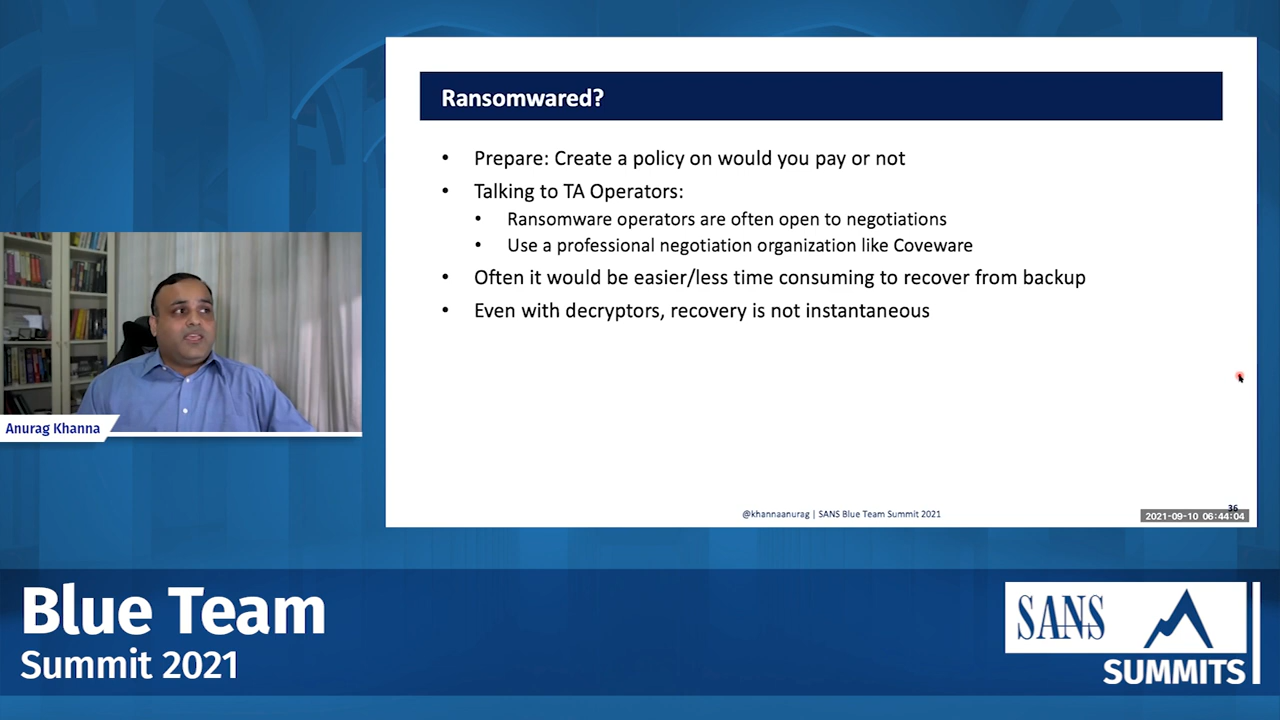 Ransomwared?
• Prepare: Create a policy on would you pay or not
• Talking to TA Operators:
• Ransomware operators are often open to negotiations
• Use a professional negotiation organization like Coveware
• Often it would be easier/less time consuming to recover from backup
• Even with decryptors, recovery is not instantaneous
Anurag Khanna
@khannaanurag | SANS Blue Team Summit 2021
36
2021-09-10 06:44:04
Blue Team
Summit 2021
SANS
SUMMITS